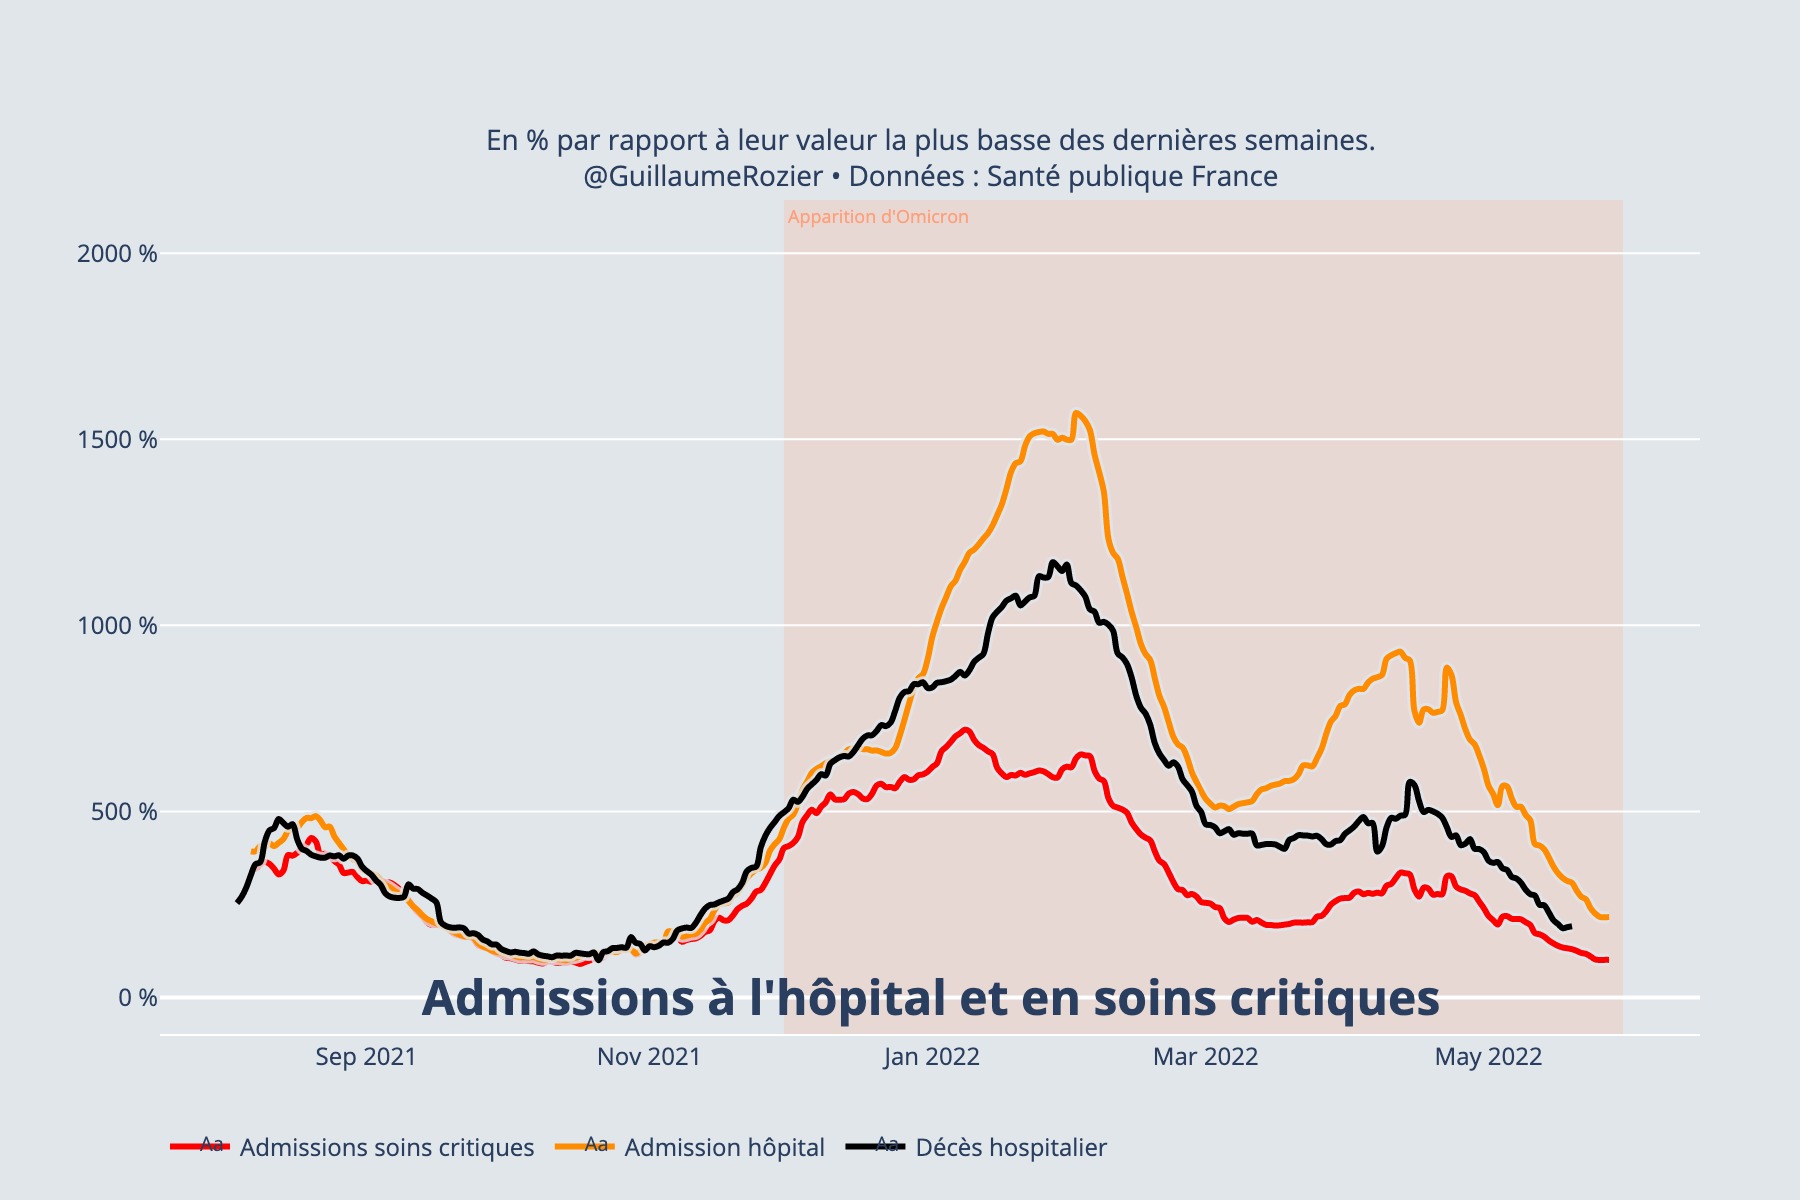 En % par rapport à leur valeur la plus basse des dernières semaines.
@GuillaumeRozier • Données : Santé publique France
Apparition d'Omicron
2000 %
1500 %
1000 %
500 %
0 %
Admissions à l'hôpital et en soins critiques
Sep 2021
Nov 2021
Jan 2022
Mar 2022
May 2022
Aa Admissions soins critiques
Aa Admission hôpital
Aa Décès hospitalier